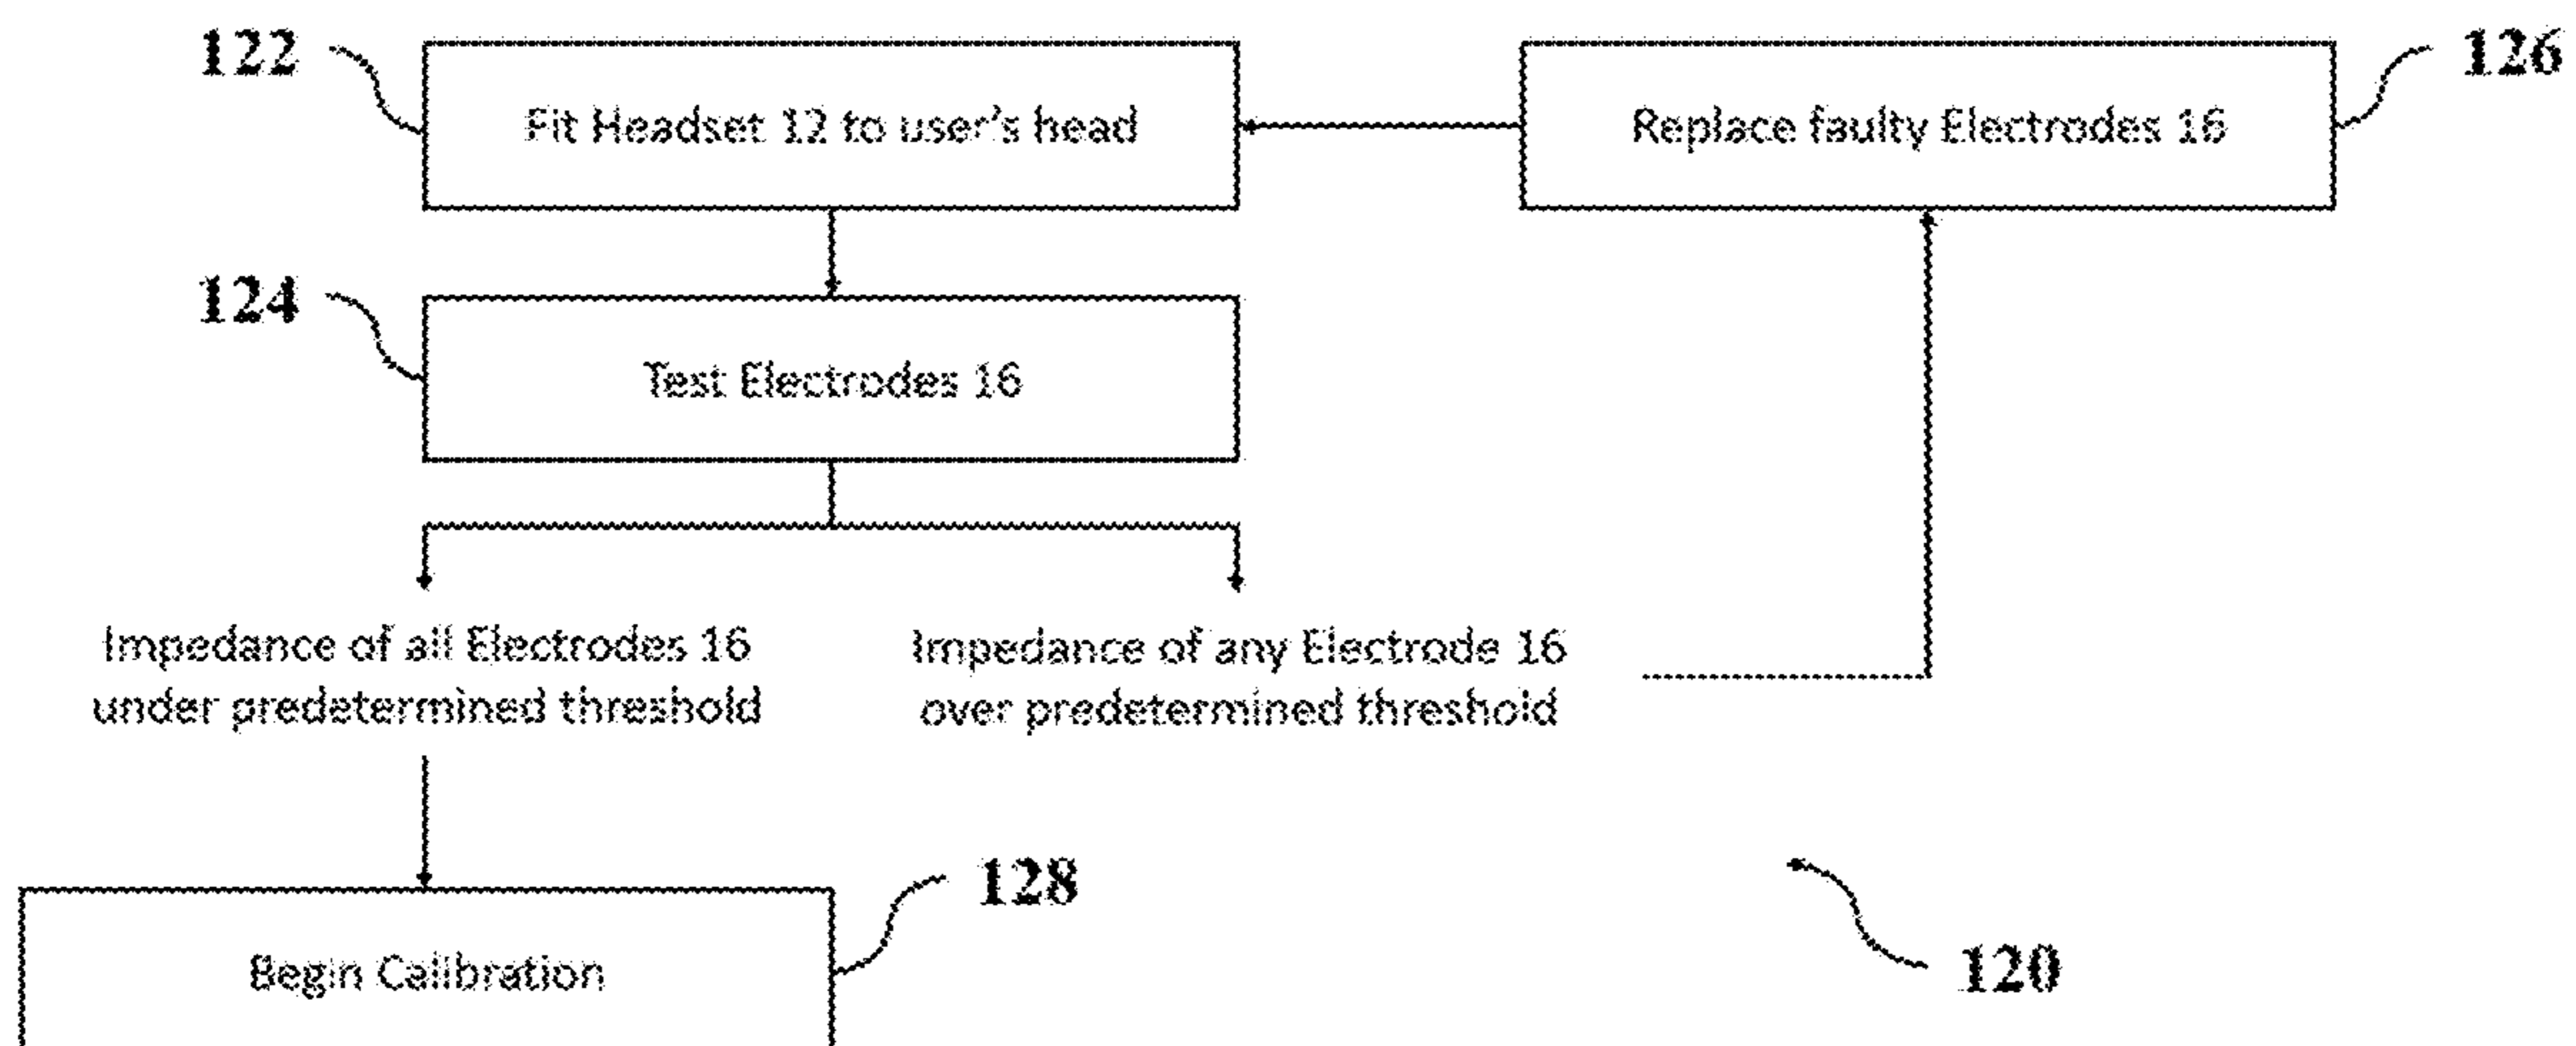 122
Fit Headset 12 to user's head
Replace faulty Electrodes 16
126
124
Test Electrodes 16
Impedance of all Electrodes 16
under predetermined threshold
Impedance of any Electrode 16
over predetermined threshold
128
Begin Calibration
120